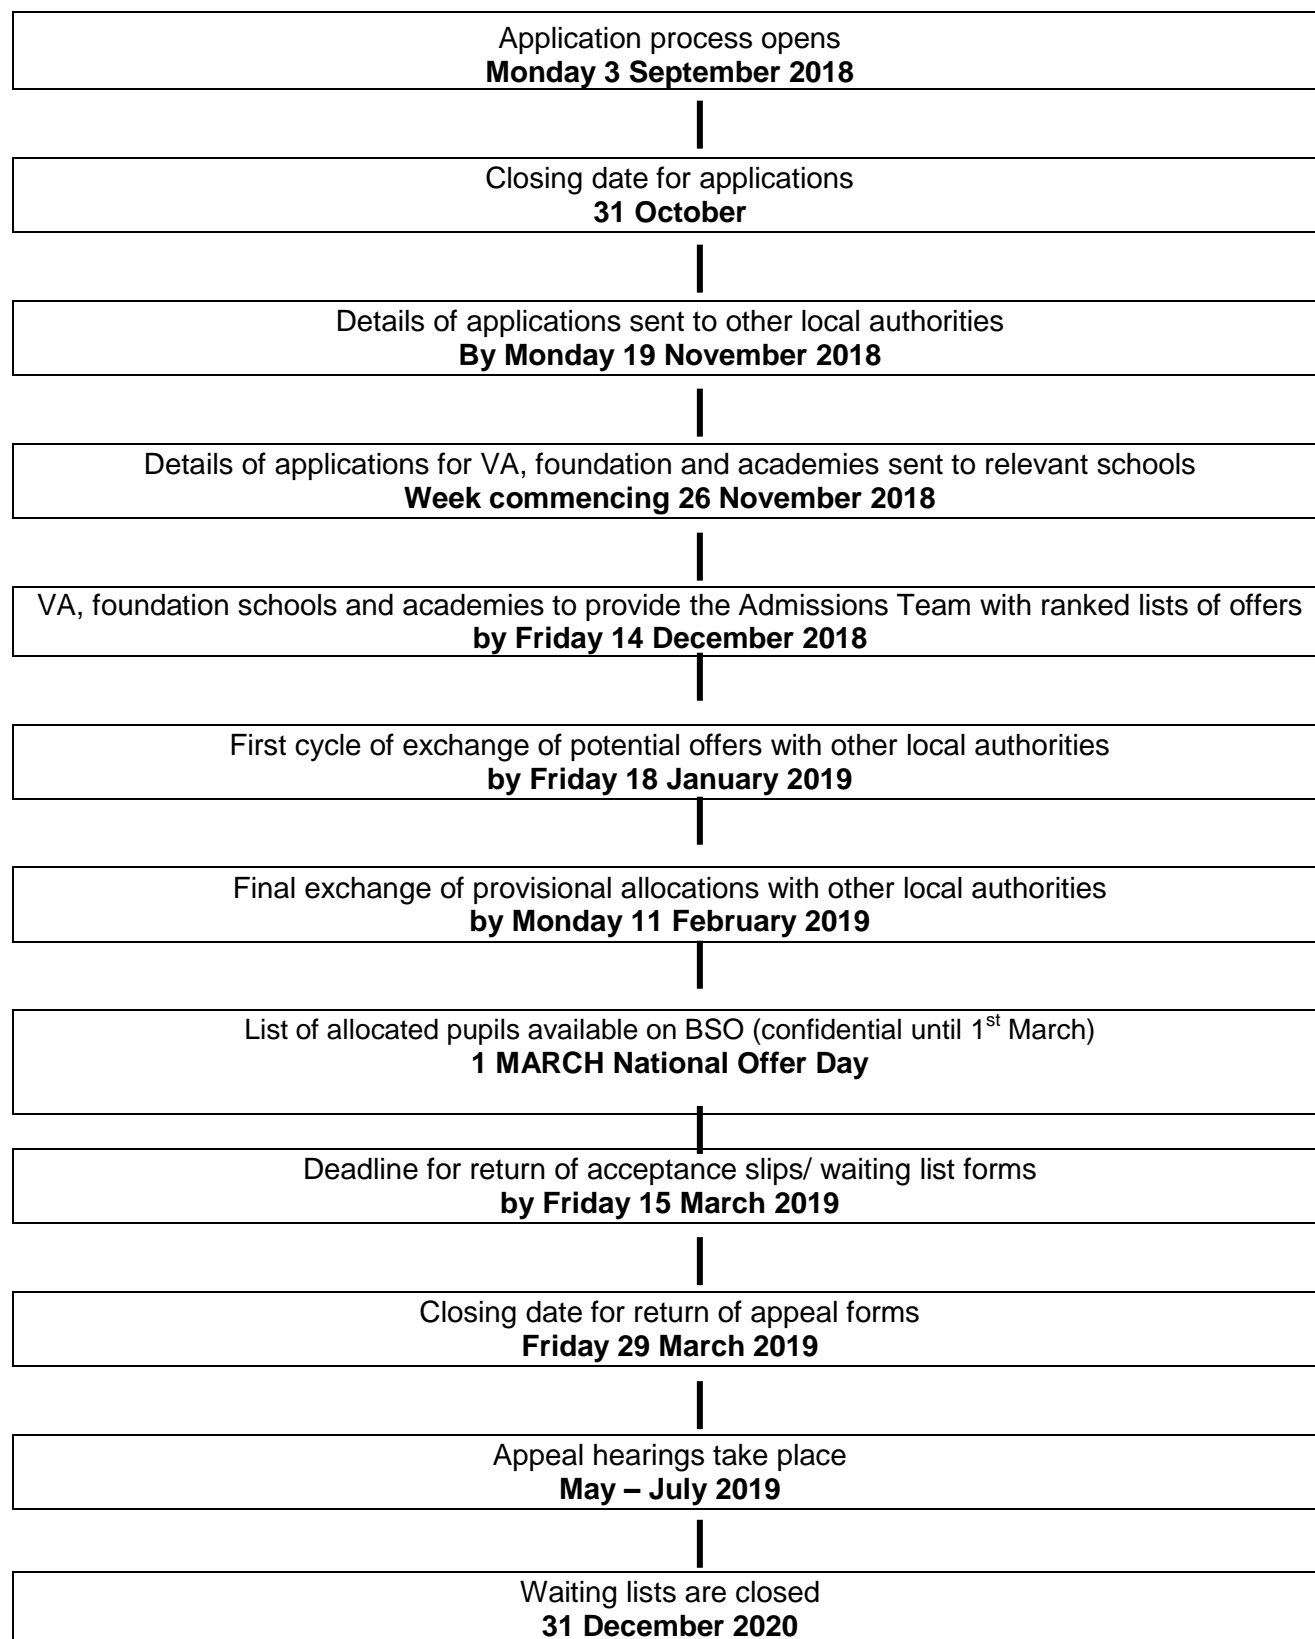 Application process opens
Monday 3 September 2018
Closing date for applications
31 October
Details of applications sent to other local authorities
By Monday 19 November 2018
Details of applications for VA, foundation and academies sent to relevant schools
Week commencing 26 November 2018
VA, foundation schools and academies to provide the Admissions Team with ranked lists of offers
by Friday 14 December 2018
First cycle of exchange of potential offers with other local authorities
by Friday 18 January 2019
Final exchange of provisional allocations with other local authorities
by Monday 11 February 2019
List of allocated pupils available on BSO (confidential until 1st March)
1 MARCH National Offer Day
Deadline for return of acceptance slips/ waiting list forms
by Friday 15 March 2019
Closing date for return of appeal forms
Friday 29 March 2019
Appeal hearings take place
May – July 2019
Waiting lists are closed
31 December 2020